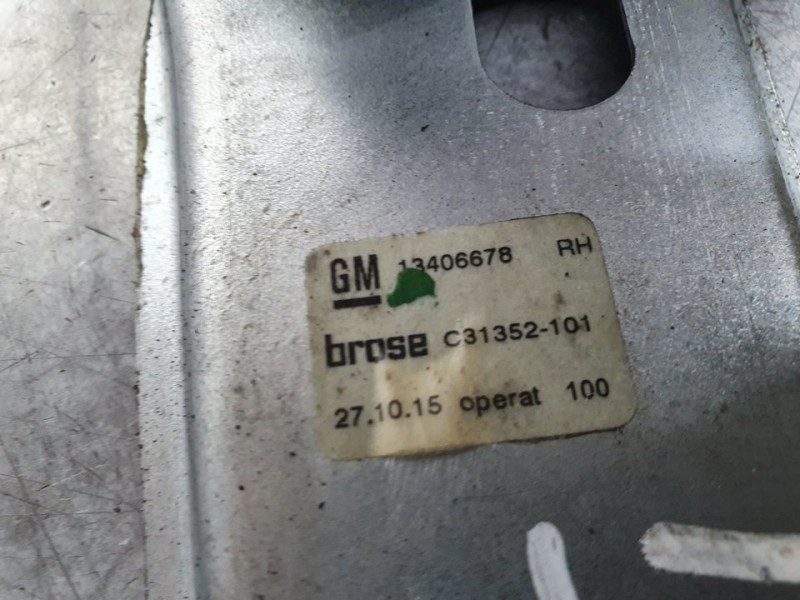 GM 13406678 RH
brose C31352-101
27.10.15 operat 100